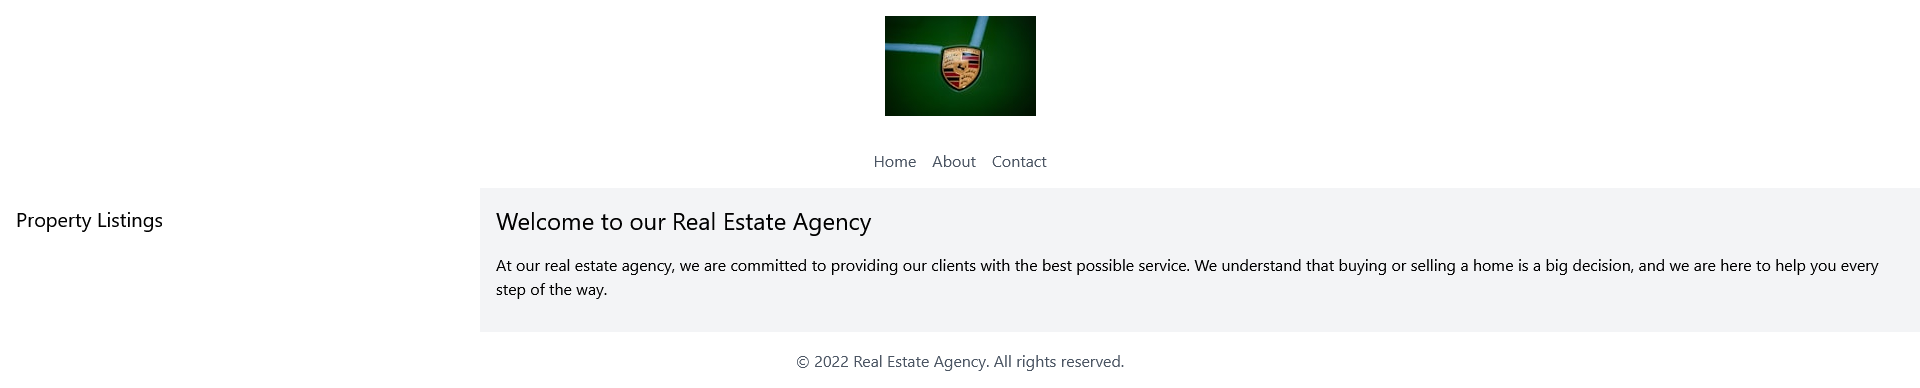 Home About Contact
Property Listings
Welcome to our Real Estate Agency
At our real estate agency, we are committed to providing our clients with the best possible service. We understand that buying or selling a home is a big decision, and we are here to help you every
step of the way.
© 2022 Real Estate Agency. All rights reserved.